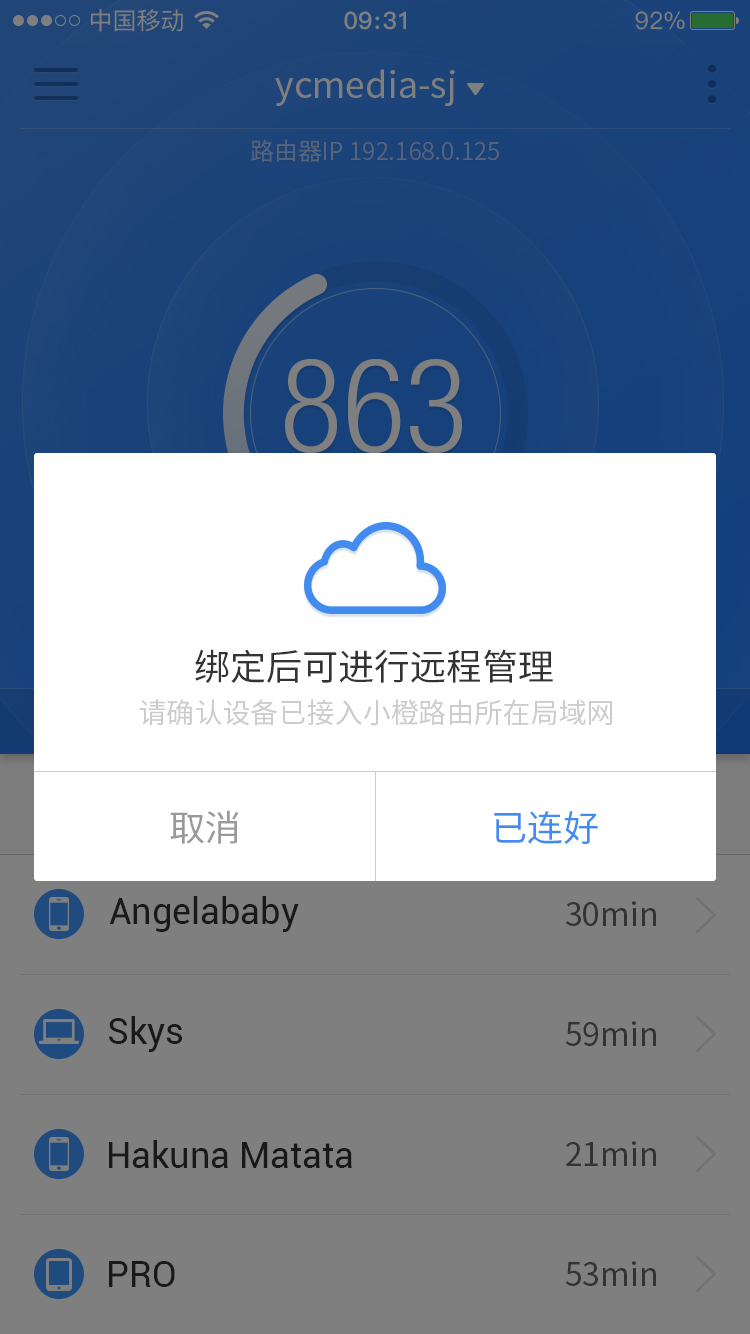 中国移动 09:31 92%
ycmedia-sj
路由器IP 192.168.0.125
863
绑定后可进行远程管理
请确认设备已接入小橙路由所在局域网
取消 已连好
Angelababy 30min
Skys 59min
Hakuna Matata 21min
PRO 53min